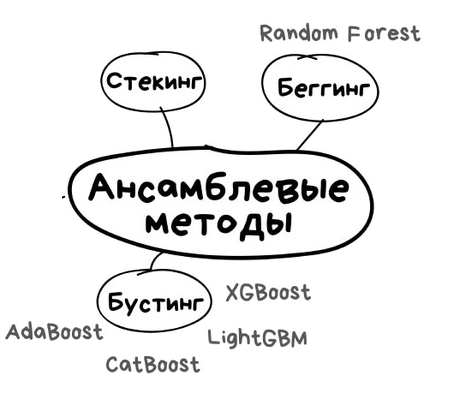 Random Forest
Стекинг
Беггинг
Ансамблевые
методы
Бустинг
XGBoost
AdaBoost
LightGBM
CatBoost